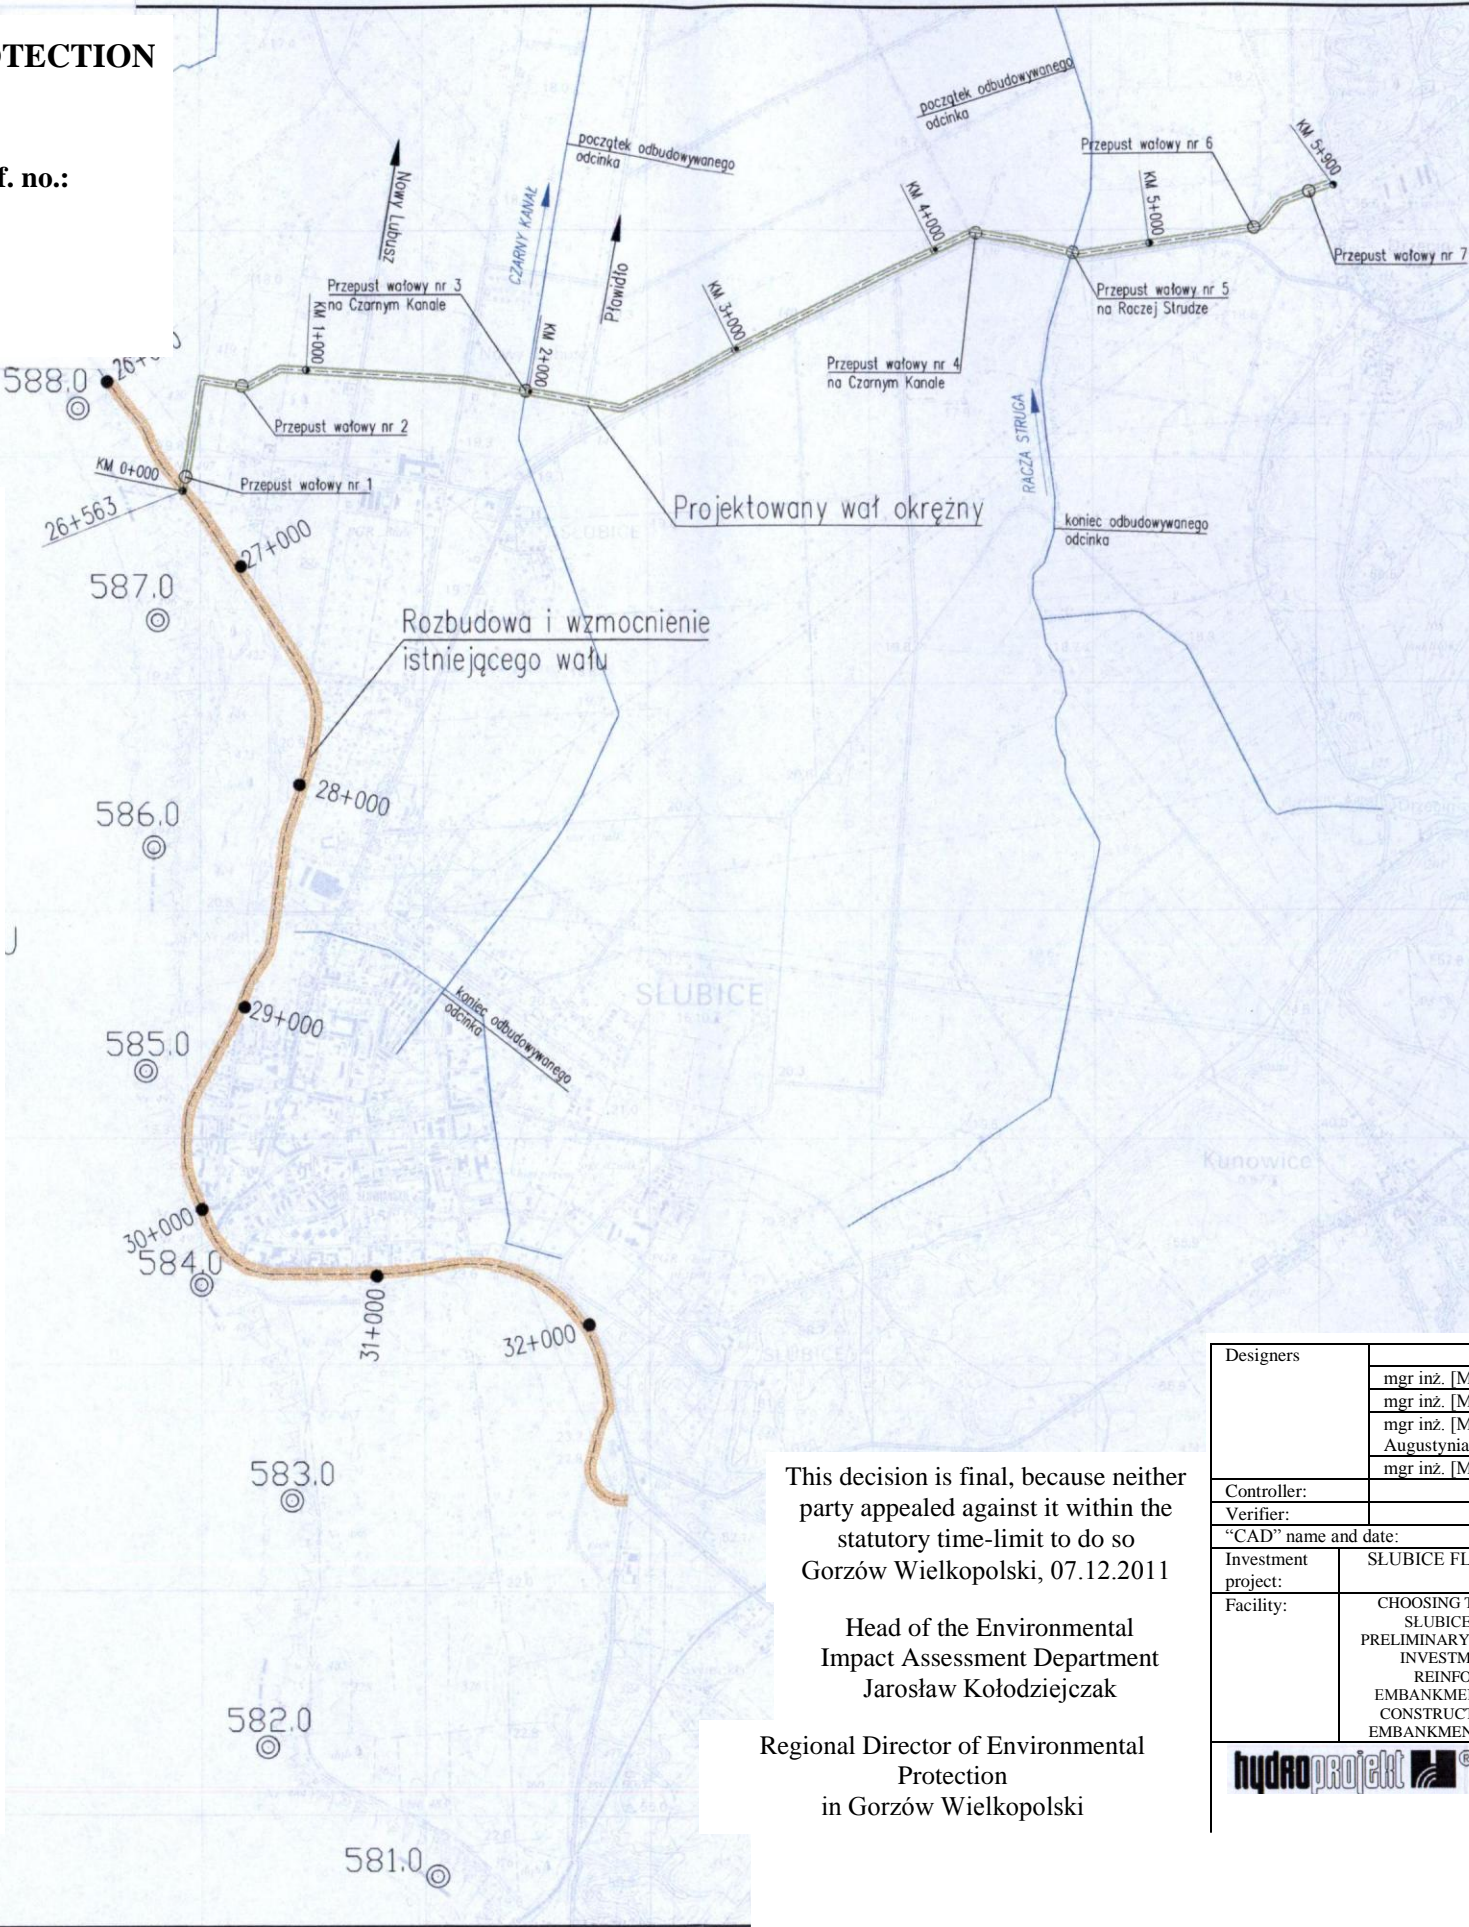 OTECTION
f. no.:
początek odbudowywanego
odcinka
Przepust wałowy nr 6
KM 5+900
początek odbudowywanego
odcinka
Nowy Lubusz
CZARNY KANAŁ
Pławidło
KM 4+000
KM 5+000
Przepust wałowy nr 7
Przepust wałowy nr 3
na Czarnym Kanale
KM 1+000
KM 2+000
KM 3+000
Przepust wałowy nr 5
na Raczej Strudze
Przepust wałowy nr 4
na Czarnym Kanale
588.0
Przepust wałowy nr 2
RACZA STRUGA
KM 0+000
Przepust wałowy nr 1
26+563
Projektowany wał okrężny
koniec odbudowywanego
odcinka
27+000
SŁUBICE
587.0
Rozbudowa i wzmocnienie
istniejącego wału
28+000
586.0
SŁUBICE
koniec odbudowywanego
odcinka
29+000
585.0
Kunowice
30+000
584.0
31+000
32+000
SŁUBICE
583.0
582.0
581.0
This decision is final, because neither
party appealed against it within the
statutory time-limit to do so
Gorzów Wielkopolski, 07.12.2011
Head of the Environmental
Impact Assessment Department
Jarosław Kołodziejczak
Regional Director of Environmental
Protection
in Gorzów Wielkopolski
Designers
mgr inż. [M
mgr inż. [M
mgr inż. [M
Augustynia
mgr inż. [M
Controller:
Verifier:
“CAD” name and date:
Investment
project:
SŁUBICE FL
Facility:
CHOOSING T
SŁUBICE
PRELIMINARY
INVESTM
REINFO
EMBANKME
CONSTRUCT
EMBANKMEN
hydroprojekt ®